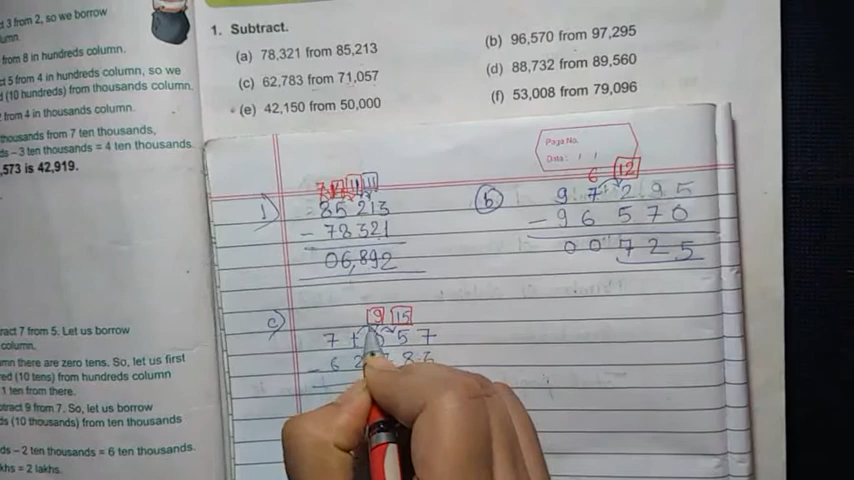 t 3 from 2, so we borrow
from 8 in hundreds column.
ct 5 from 4 in hundreds column, so we
d (10 hundreds) from thousands column.
from 4 in thousands column.
housands from 7 ten thousands,
ds – 3 ten thousands = 4 ten thousands.
,573 is 42,919.
ract 7 from 5. Let us borrow
column.
mn there are zero tens. So, let us first
red (10 tens) from hundreds column
1 ten from there.
btract 9 from 7. So, let us borrow
ds (10 thousands) from ten thousands
ds – 2 ten thousands = 6 ten thousands.
khs = 2 lakhs.
1. Subtract.
(a) 78,321 from 85,213
(b) 96,570 from 97,295
(c) 62,783 from 71,057
(d) 88,732 from 89,560
(e) 42,150 from 50,000
(f) 53,008 from 79,096
Page No.
Date: / /
7 14 11 11
1) 85213
- 78321
06,892
6 12
(b) 9 7 2 9 5
- 9 6 5 7 0
0 0 7 2 5
9 15
c) 7 1 0 5 7
- 6 2